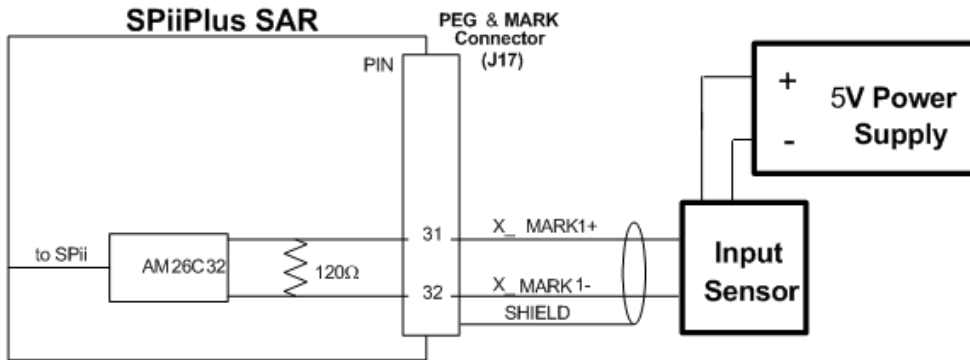 SPiiPlus SAR
PEG & MARK
Connector
(J17)
PIN
+
5V Power
Supply
-
31
X_ MARK1+
to SPii
AM26C32
120Ω
Input
Sensor
32
X_ MARK1-
SHIELD